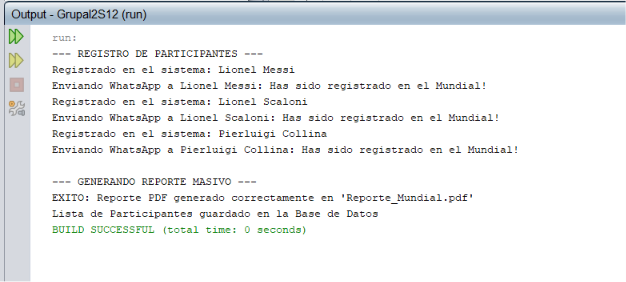 Output - Grupal2S12 (run)
run:
--- REGISTRO DE PARTICIPANTES ---
Registrado en el sistema: Lionel Messi
Enviando WhatsApp a Lionel Messi: Has sido registrado en el Mundial!
Registrado en el sistema: Lionel Scaloni
Enviando WhatsApp a Lionel Scaloni: Has sido registrado en el Mundial!
Registrado en el sistema: Pierluigi Collina
Enviando WhatsApp a Pierluigi Collina: Has sido registrado en el Mundial!
--- GENERANDO REPORTE MASIVO ---
EXITO: Reporte PDF generado correctamente en 'Reporte_Mundial.pdf'
Lista de Participantes guardado en la Base de Datos
BUILD SUCCESSFUL (total time: 0 seconds)